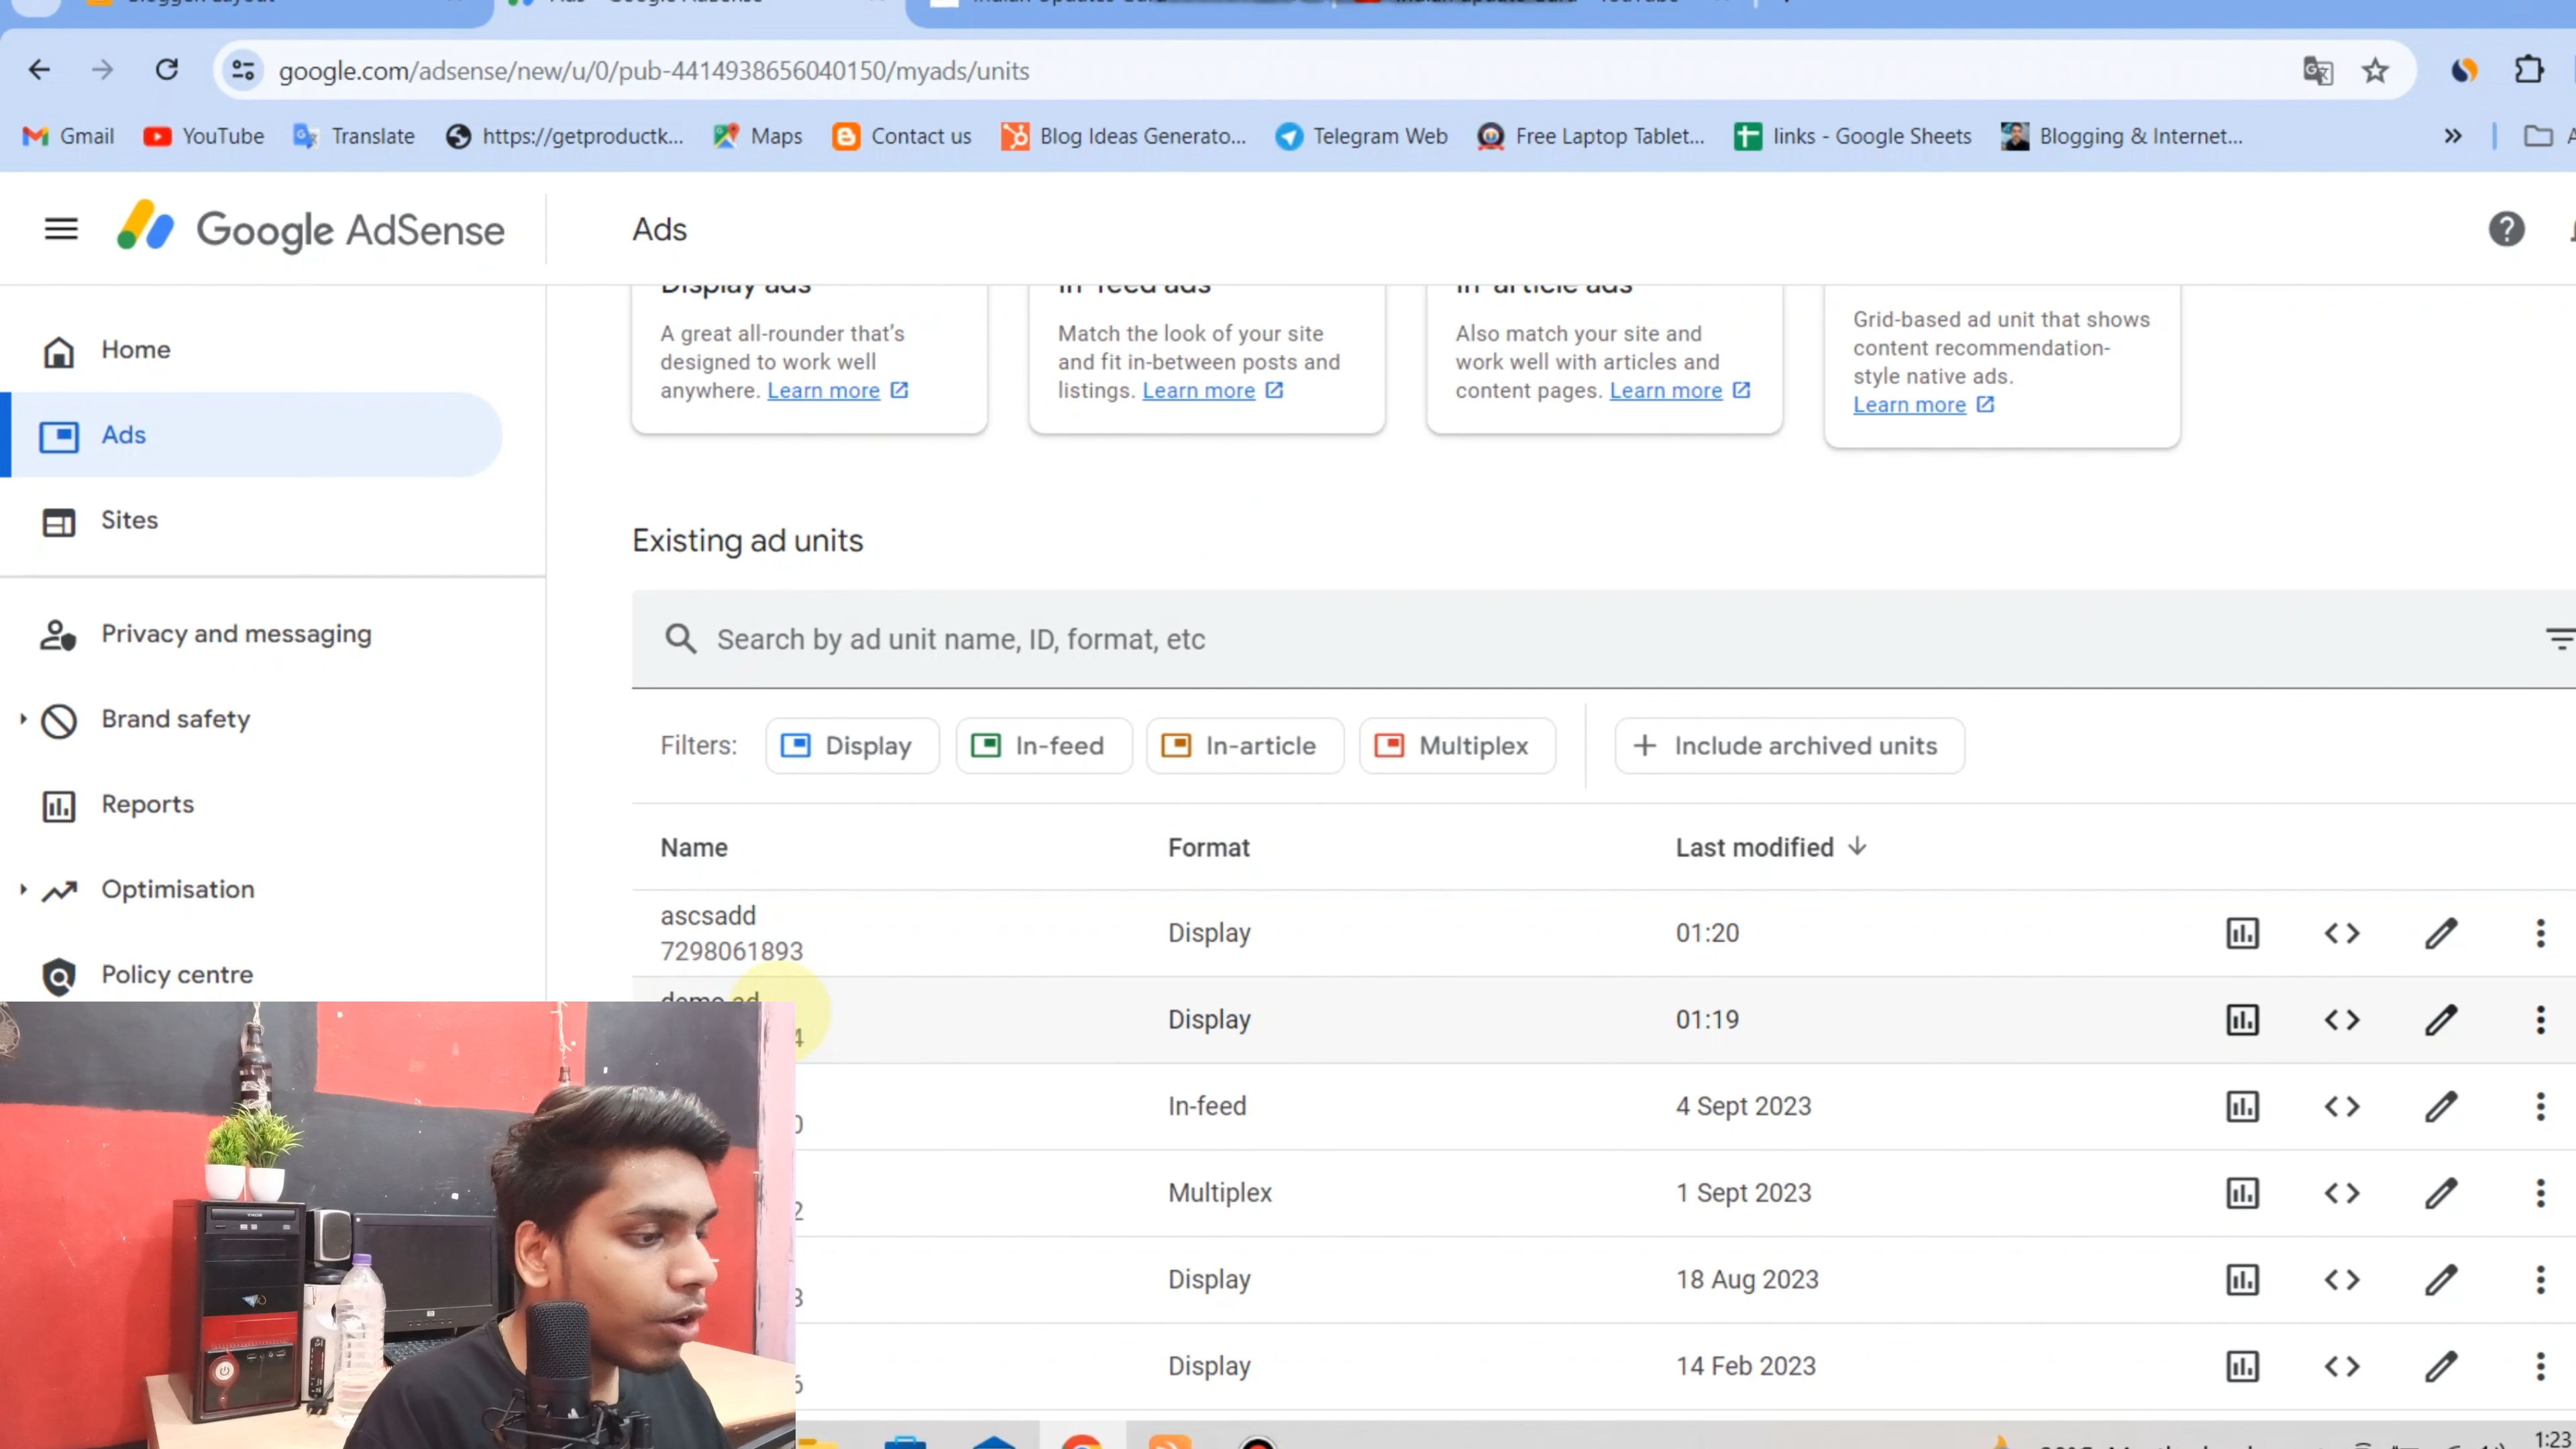 google.com/adsense/new/u/0/pub-4414938656040150/myads/units
Gmail YouTube Translate https://getproductk... Maps Contact us Blog Ideas Generato... Telegram Web Free Laptop Tablet... links - Google Sheets Blogging & Internet...
Google AdSense
Ads
Display ads In-feed ads In-article ads
A great all-rounder that's
designed to work well
anywhere. Learn more
Match the look of your site
and fit in-between posts and
listings. Learn more
Also match your site and
work well with articles and
content pages. Learn more
Grid-based ad unit that shows
content recommendation-
style native ads.
Learn more
Home
Ads
Sites
Privacy and messaging
Brand safety
Reports
Optimisation
Policy centre
Existing ad units
Search by ad unit name, ID, format, etc
Filters: Display In-feed In-article Multiplex + Include archived units
Name Format Last modified
ascsadd
7298061893 Display 01:20
demo ad
4 Display 01:19
0 In-feed 4 Sept 2023
2 Multiplex 1 Sept 2023
3 Display 18 Aug 2023
6 Display 14 Feb 2023
1:23